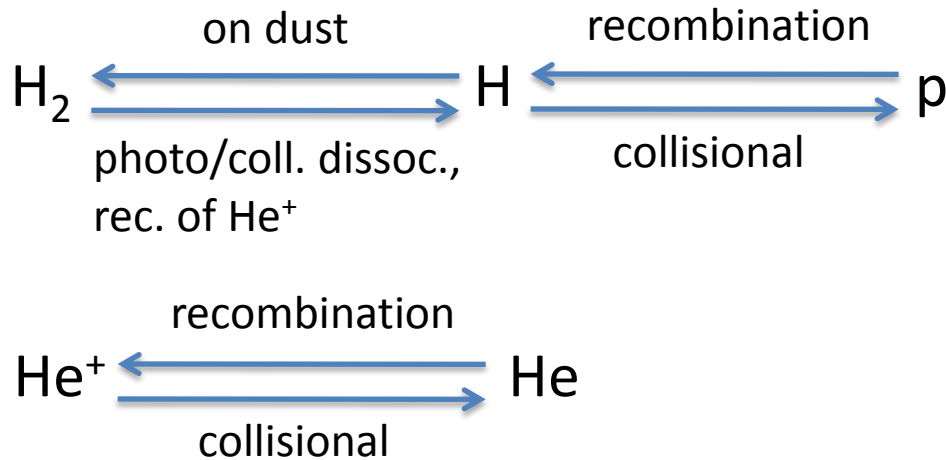 on dust
recombination
H₂
H
p
photo/coll. dissoc.,
rec. of He⁺
collisional
recombination
He⁺
He
collisional